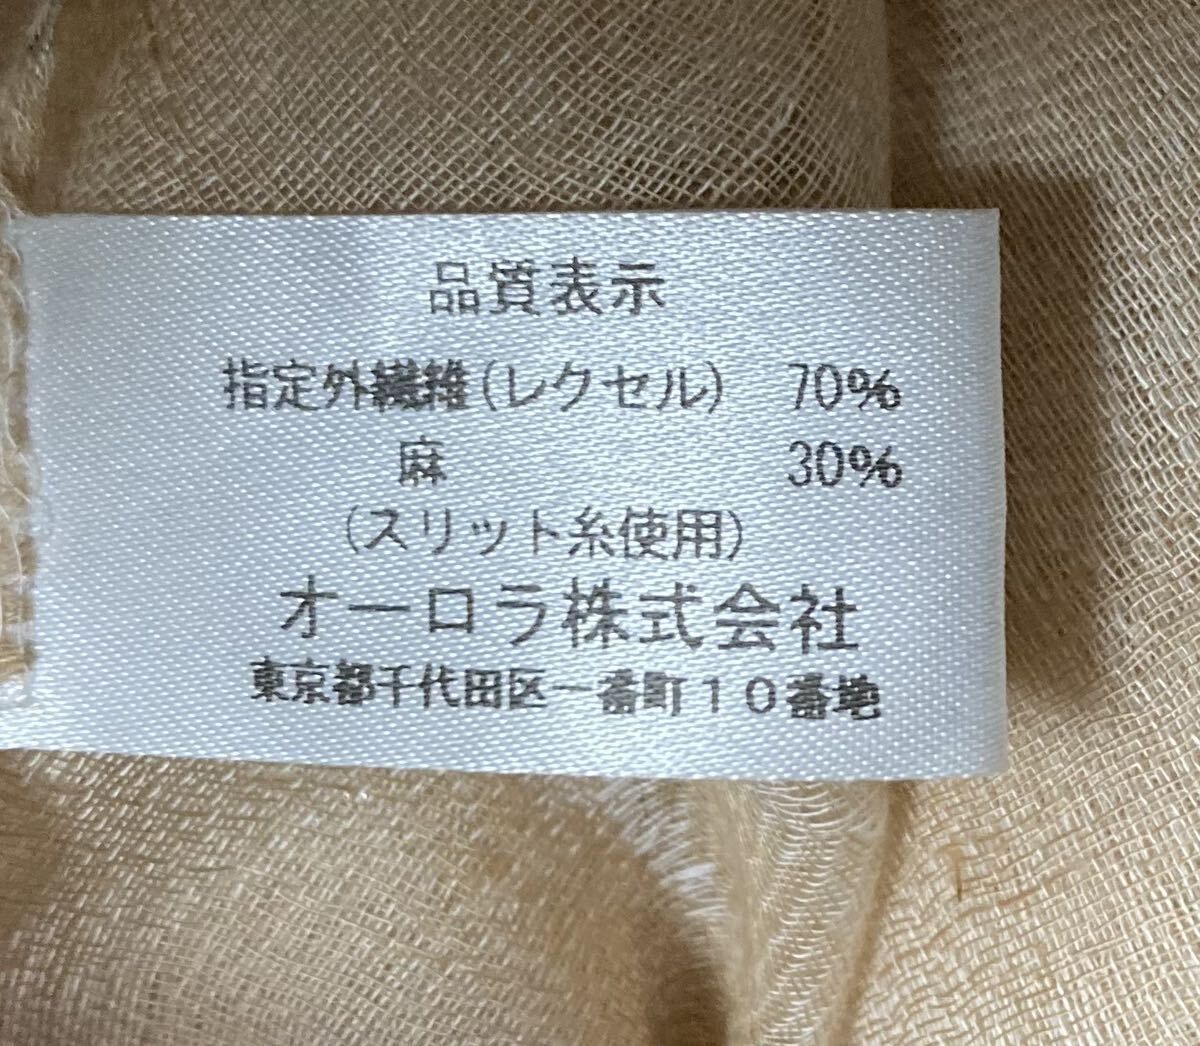 品質表示
指定外繊維(レクセル) 70%
麻 30%
(スリット糸使用)
オーロラ株式会社
東京都千代田区一番町10番地